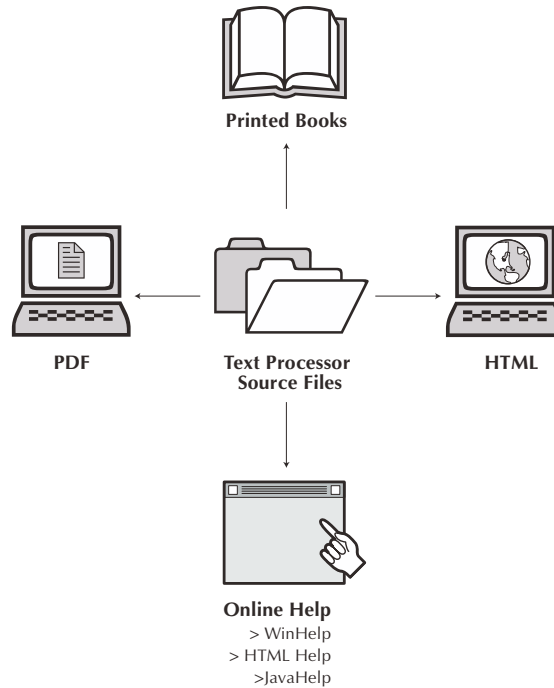 Printed Books
PDF
Text Processor
Source Files
HTML
Online Help
> WinHelp
> HTML Help
>JavaHelp